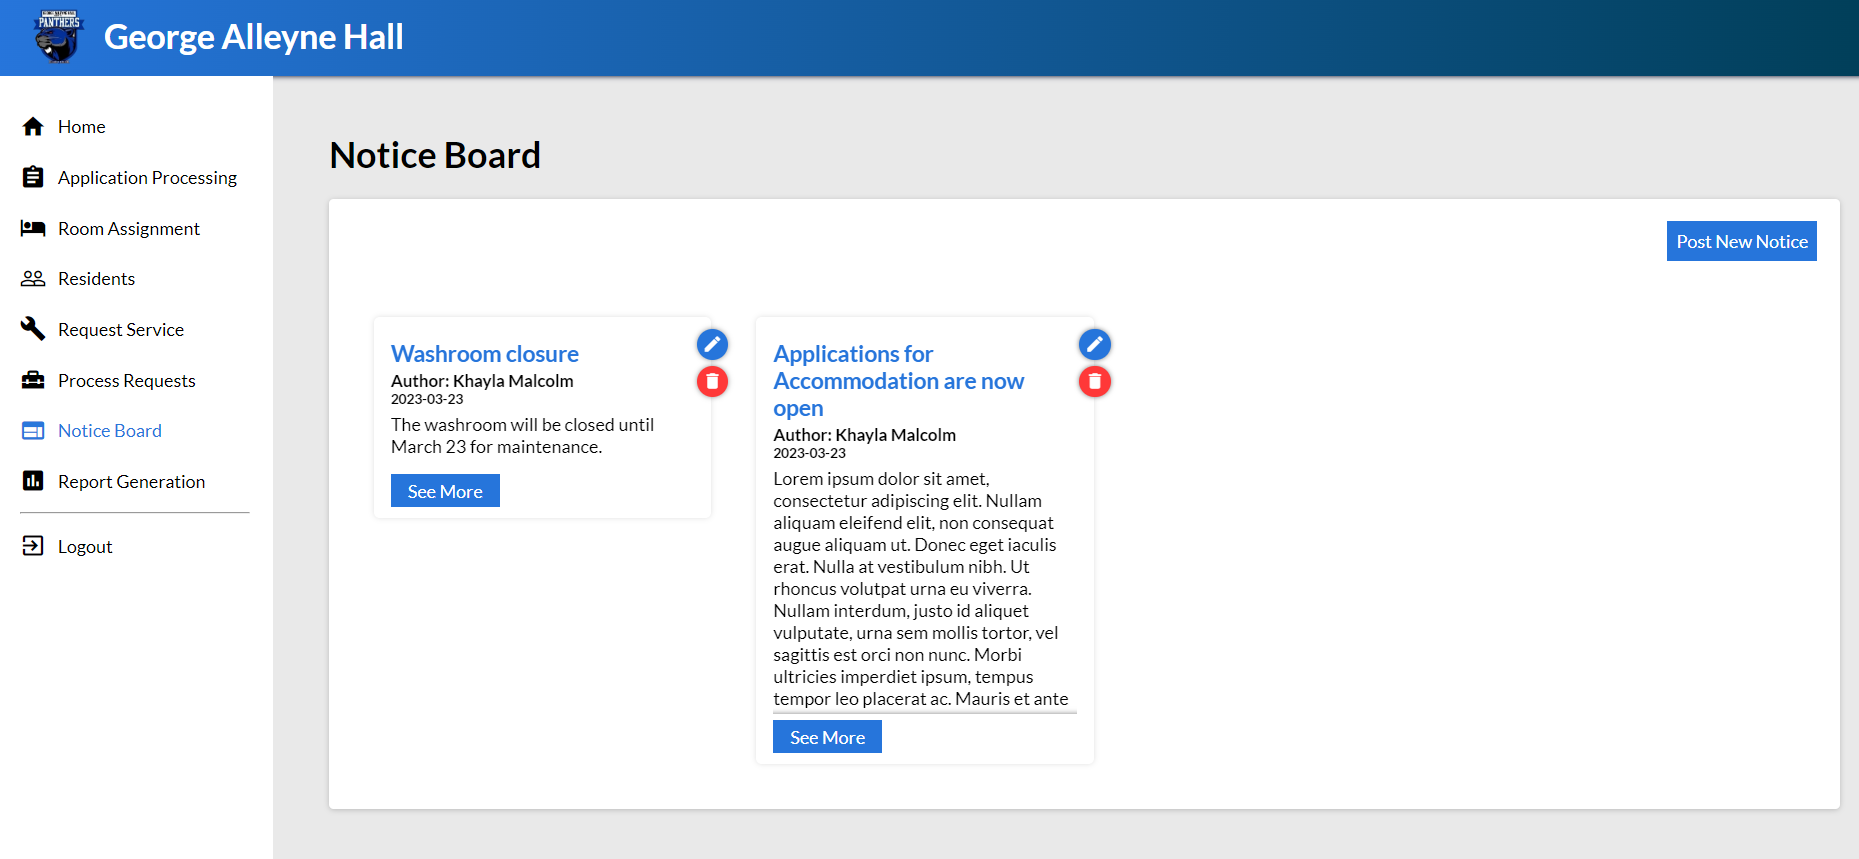 PANTHERS
George Alleyne Hall
Home
Application Processing
Room Assignment
Residents
Request Service
Process Requests
Notice Board
Report Generation
Logout
Notice Board
Post New Notice
Washroom closure
Author: Khayla Malcolm
2023-03-23
The washroom will be closed until
March 23 for maintenance.
See More
Applications for
Accommodation are now
open
Author: Khayla Malcolm
2023-03-23
Lorem ipsum dolor sit amet,
consectetur adipiscing elit. Nullam
aliquam eleifend elit, non consequat
augue aliquam ut. Donec eget iaculis
erat. Nulla at vestibulum nibh. Ut
rhoncus volutpat urna eu viverra.
Nullam interdum, justo id aliquet
vulputate, urna sem mollis tortor, vel
sagittis est orci non nunc. Morbi
ultricies imperdiet ipsum, tempus
tempor leo placerat ac. Mauris et ante
See More